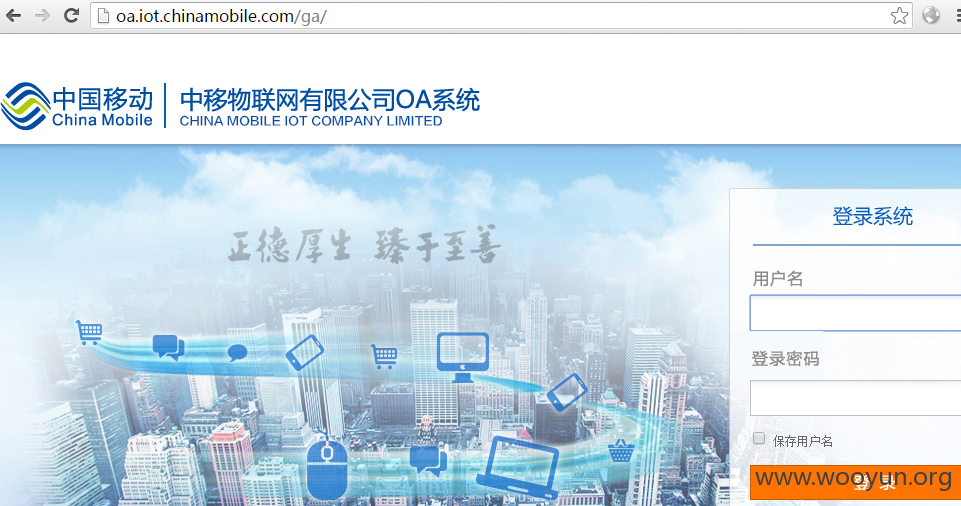 oa.iot.chinamobile.com/ga/
中国移动
China Mobile
中移物联网有限公司OA系统
CHINA MOBILE IOT COMPANY LIMITED
正德厚生 臻于至善
登录系统
用户名
登录密码
保存用户名
登 录
www.wooyun.org